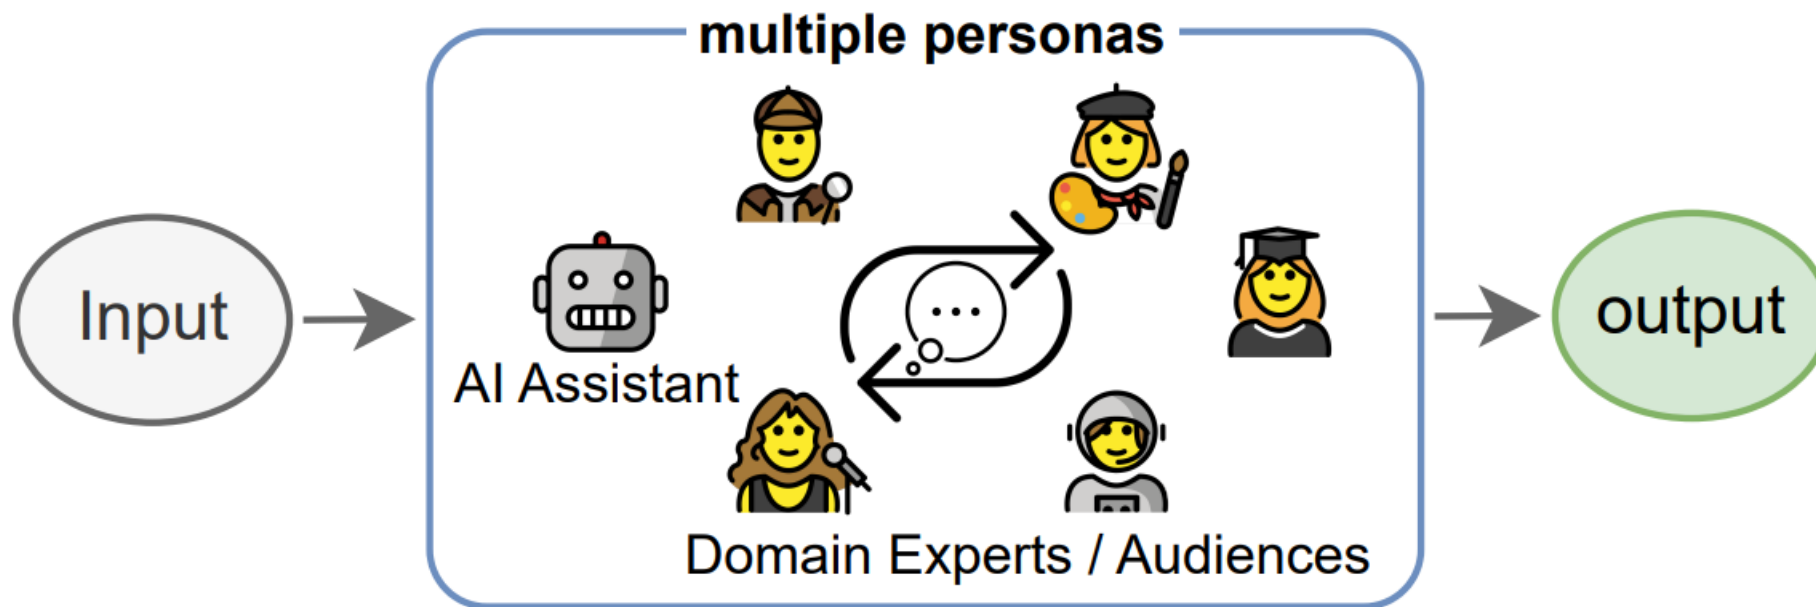 multiple personas
Input
AI Assistant
Domain Experts / Audiences
output